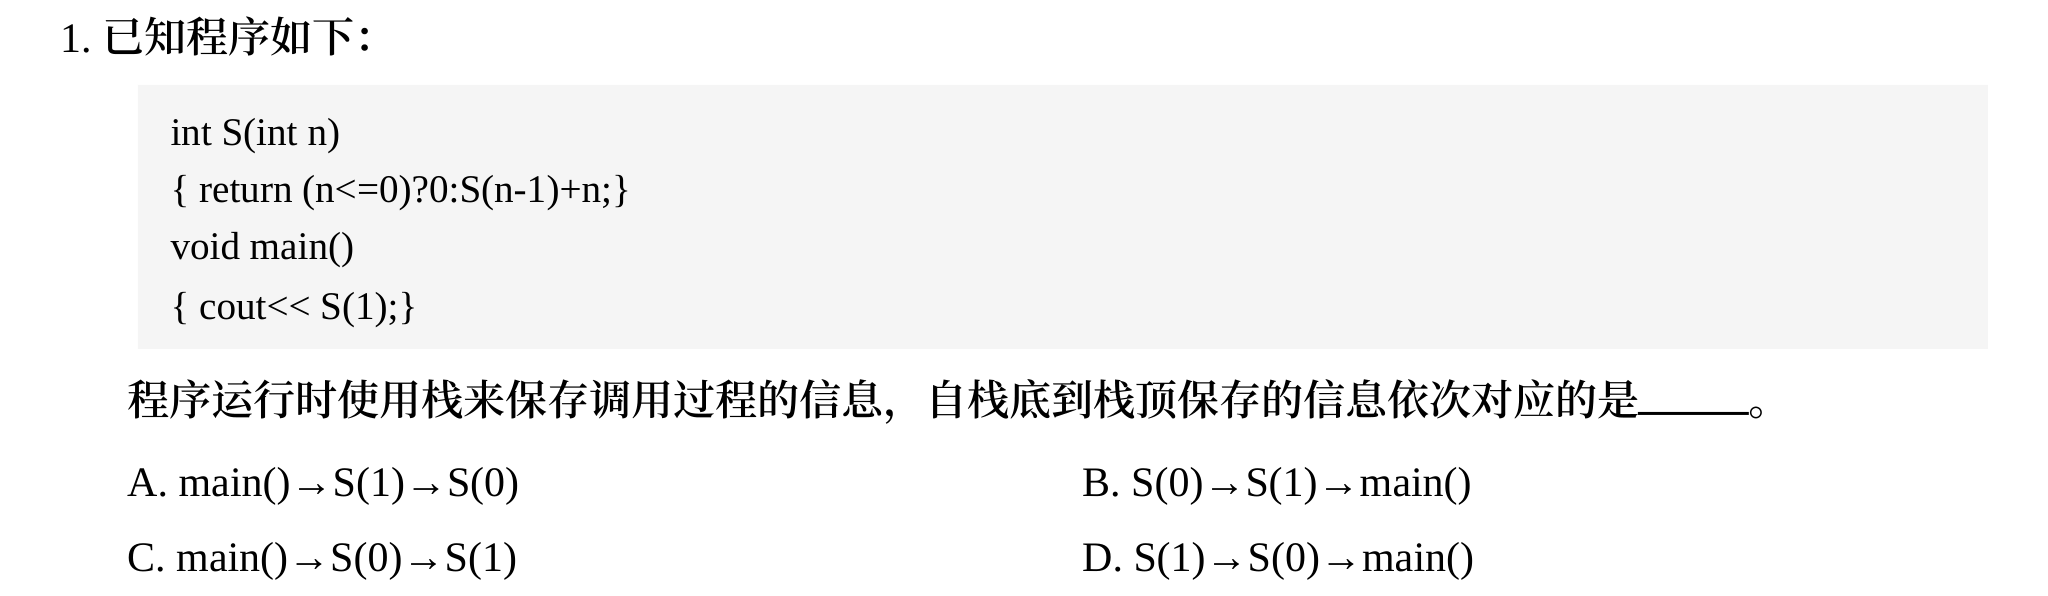 1. 已知程序如下：
int S(int n)
{ return (n<=0)?0:S(n-1)+n;}
void main()
{ cout<< S(1);}
程序运行时使用栈来保存调用过程的信息，自栈底到栈顶保存的信息依次对应的是_____。
A. main()→S(1)→S(0)
B. S(0)→S(1)→main()
C. main()→S(0)→S(1)
D. S(1)→S(0)→main()